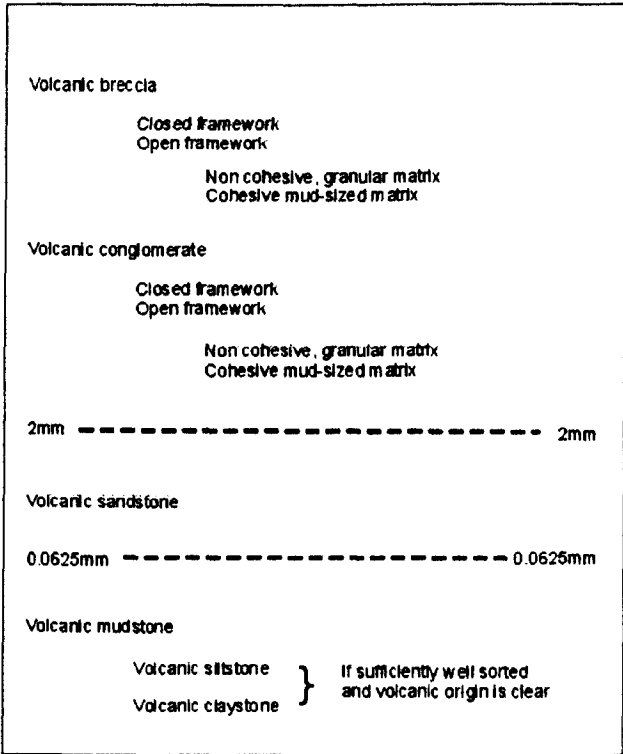 Volcanic breccia
Closed framework
Open framework
Non cohesive, granular matrix
Cohesive mud-sized matrix
Volcanic conglomerate
Closed framework
Open framework
Non cohesive, granular matrix
Cohesive mud-sized matrix
2mm 2mm
Volcanic sandstone
0.0625mm 0.0625mm
Volcanic mudstone
Volcanic siltstone } If sufficiently well sorted
Volcanic claystone and volcanic origin is clear